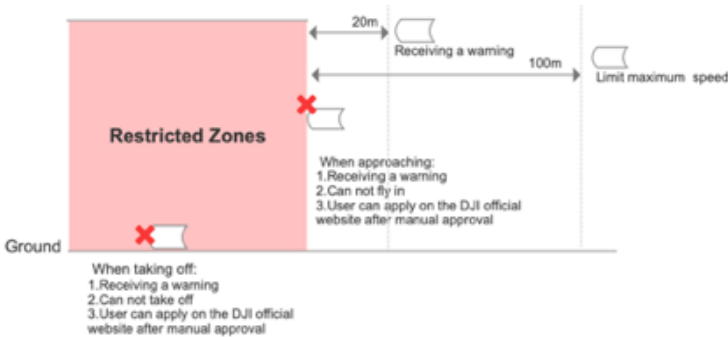 20m
Receiving a warning
100m
Limit maximum speed
Restricted Zones
When approaching:
1.Receiving a warning
2.Can not fly in
3.User can apply on the DJI official
website after manual approval
Ground
When taking off:
1.Receiving a warning
2.Can not take off
3.User can apply on the DJI official
website after manual approval